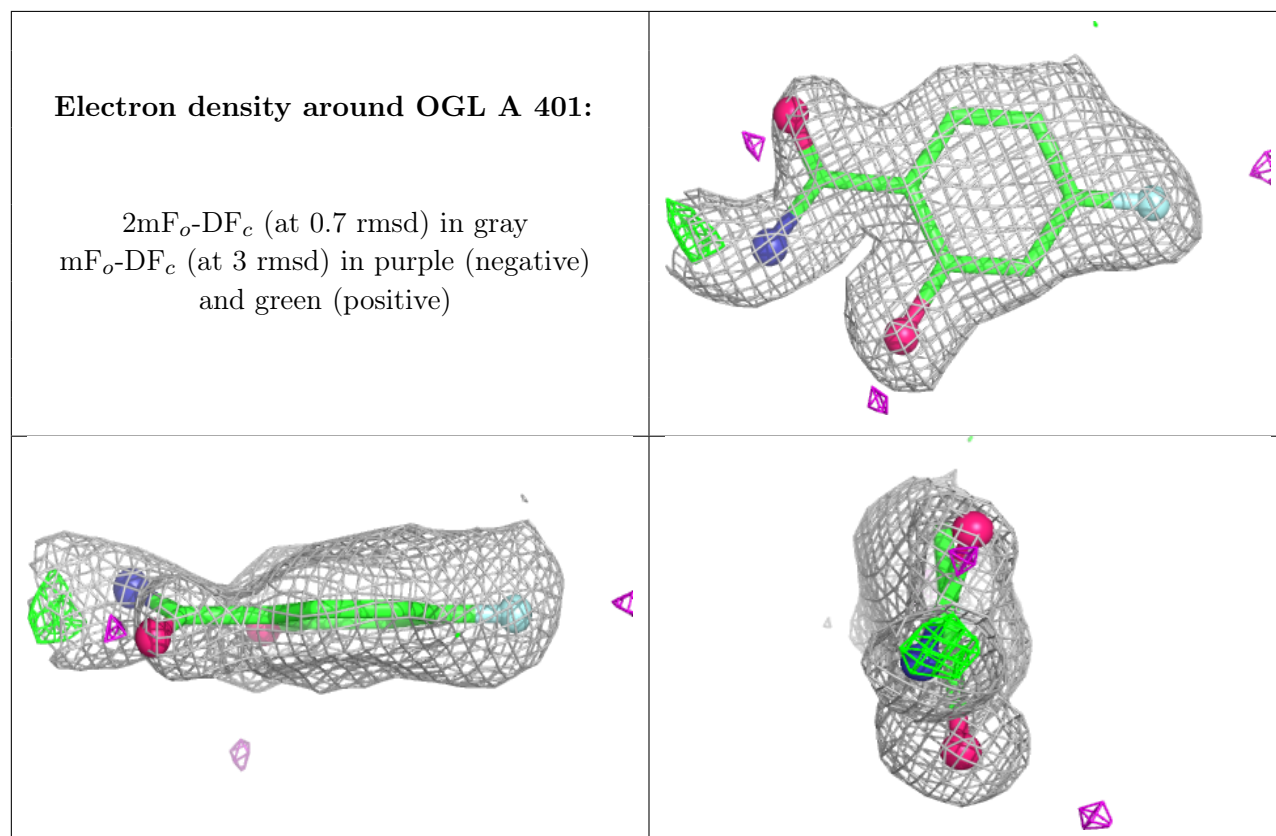 Electron density around OGL A 401:
2mFₒ-DF𝒸 (at 0.7 rmsd) in gray
mFₒ-DF𝒸 (at 3 rmsd) in purple (negative)
and green (positive)